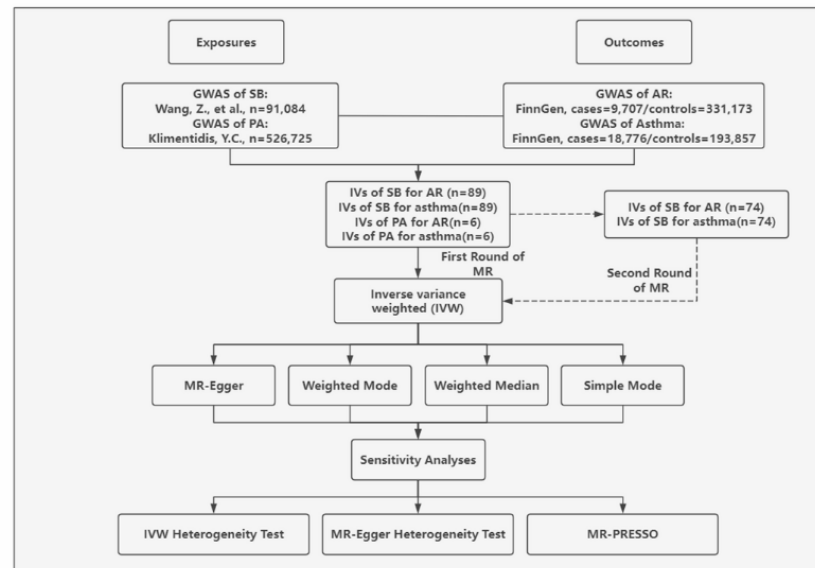 Exposures
Outcomes
GWAS of SB:
Wang, Z., et al., n=91,084
GWAS of PA:
Klimentidis, Y.C., n=526,725
GWAS of AR:
FinnGen, cases=9,707/controls=331,173
GWAS of Asthma:
FinnGen, cases=18,776/controls=193,857
IVs of SB for AR (n=89)
IVs of SB for asthma(n=89)
IVs of PA for AR(n=6)
IVs of PA for asthma(n=6)
IVs of SB for AR (n=74)
IVs of SB for asthma(n=74)
First Round of
MR
Second Round
of MR
Inverse variance
weighted (IVW)
MR-Egger
Weighted Mode
Weighted Median
Simple Mode
Sensitivity Analyses
IVW Heterogeneity Test
MR-Egger Heterogeneity Test
MR-PRESSO